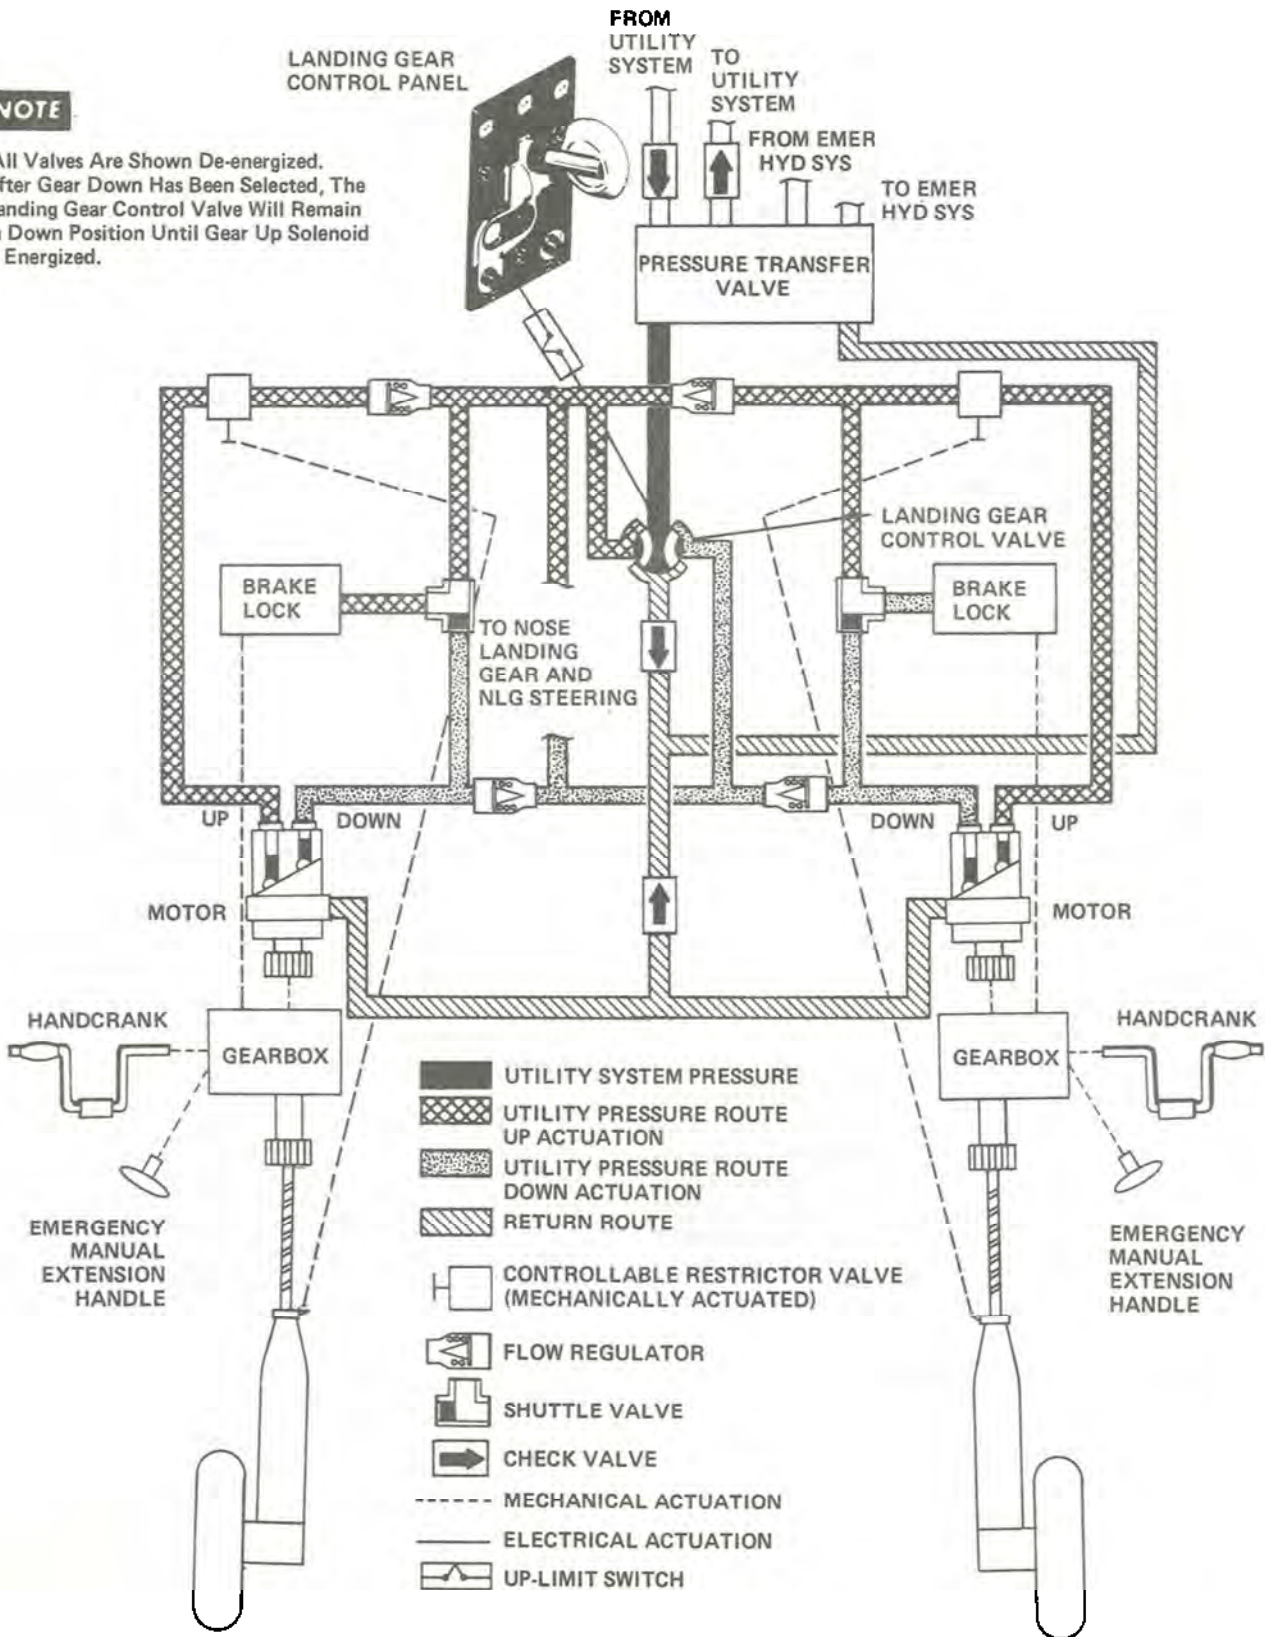 FROM
UTILITY
SYSTEM
TO
UTILITY
SYSTEM
LANDING GEAR
CONTROL PANEL
FROM EMER
HYD SYS
TO EMER
HYD SYS
NOTE
All Valves Are Shown De-energized.
fter Gear Down Has Been Selected, The
anding Gear Control Valve Will Remain
Down Position Until Gear Up Solenoid
Energized.
PRESSURE TRANSFER
VALVE
LANDING GEAR
CONTROL VALVE
BRAKE
LOCK
BRAKE
LOCK
TO NOSE
LANDING
GEAR AND
NLG STEERING
UP
DOWN
DOWN
UP
MOTOR
MOTOR
HANDCRANK
HANDCRANK
GEARBOX
GEARBOX
EMERGENCY
MANUAL
EXTENSION
HANDLE
EMERGENCY
MANUAL
EXTENSION
HANDLE
UTILITY SYSTEM PRESSURE
UTILITY PRESSURE ROUTE
UP ACTUATION
UTILITY PRESSURE ROUTE
DOWN ACTUATION
RETURN ROUTE
CONTROLLABLE RESTRICTOR VALVE
(MECHANICALLY ACTUATED)
FLOW REGULATOR
SHUTTLE VALVE
CHECK VALVE
MECHANICAL ACTUATION
ELECTRICAL ACTUATION
UP-LIMIT SWITCH